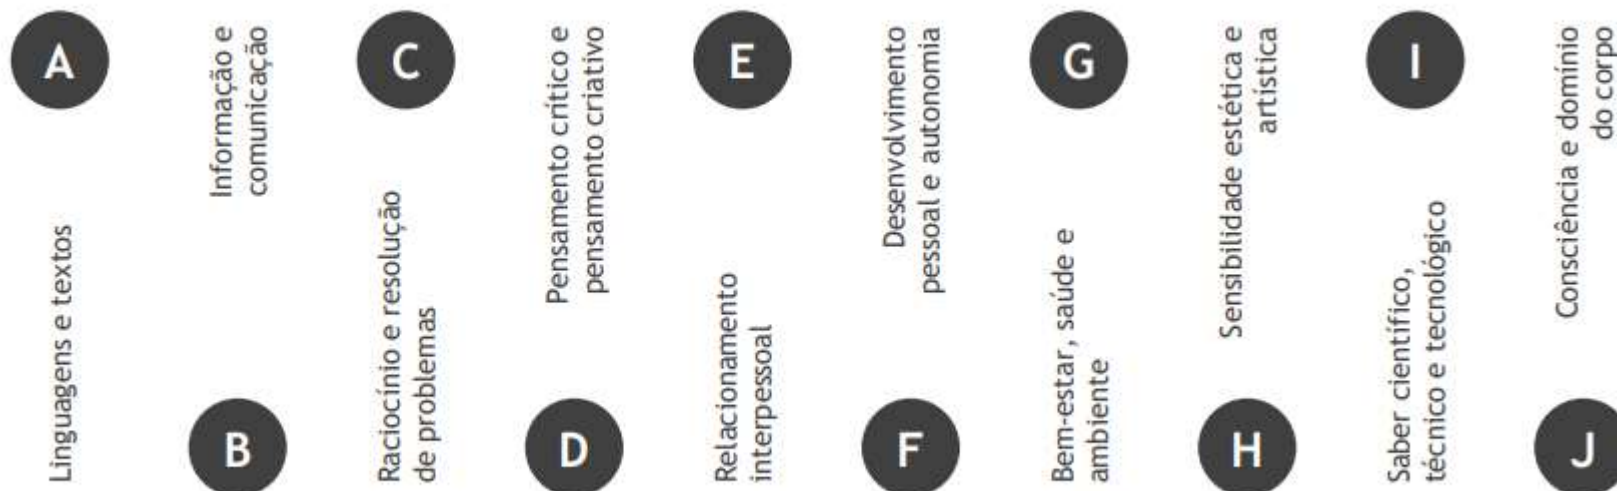 A
Linguagens e textos
Informação e
comunicação
B
C
Raciocínio e resolução
de problemas
Pensamento crítico e
pensamento criativo
D
E
Relacionamento
interpessoal
Desenvolvimento
pessoal e autonomia
F
G
Bem-estar, saúde e
ambiente
Sensibilidade estética e
artística
H
I
Saber científico,
técnico e tecnológico
Consciência e domínio
do corpo
J